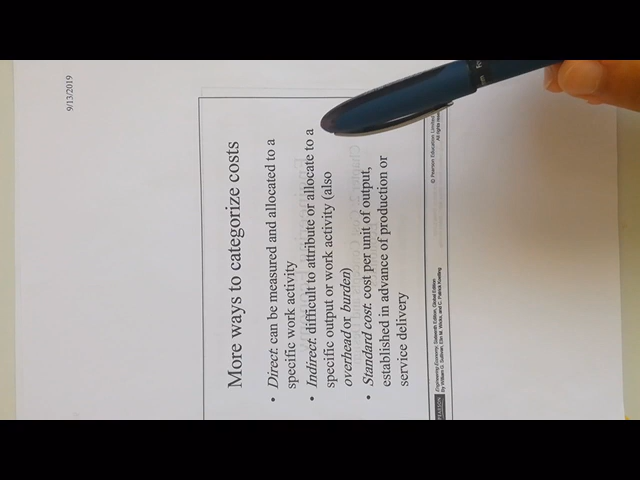 9/13/2019
More ways to categorize costs
• Direct: can be measured and allocated to a
specific work activity
• Indirect: difficult to attribute or allocate to a
specific output or work activity (also
overhead or burden)
• Standard cost: cost per unit of output,
established in advance of production or
service delivery
PEARSON
Engineering Economy, Sixteenth Edition, Global Edition
By William G. Sullivan, Elin M. Wicks, and C. Patrick Koelling
© Pearson Education Limited
All rights